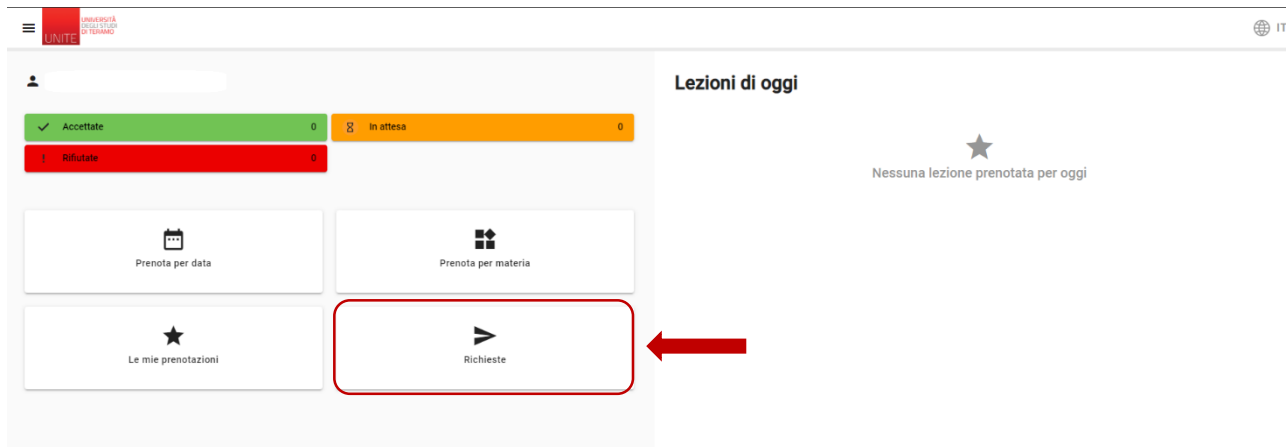 UNITE
UNIVERSITÀ
DEGLI STUDI
DI TERAMO
IT
Accettate 0
In attesa 0
! Rifiutate 0
Prenota per data
Prenota per materia
Le mie prenotazioni
Richieste
Lezioni di oggi
Nessuna lezione prenotata per oggi